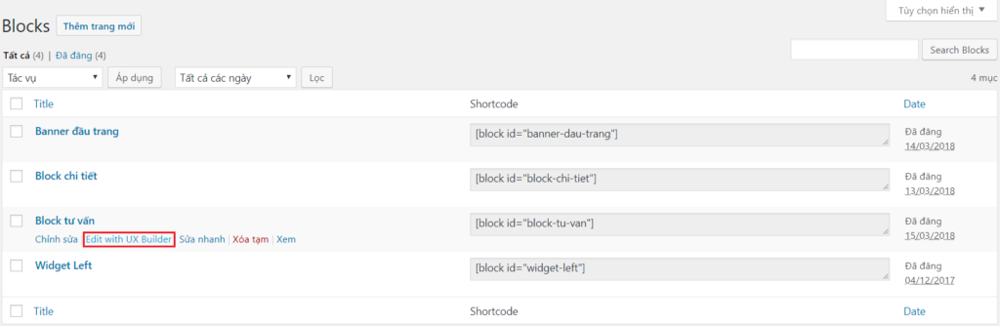 Tùy chọn hiển thị ▼
Blocks Thêm trang mới
Tất cả (4) | Đã đăng (4)
Search Blocks
Tác vụ ▼ Áp dụng Tất cả các ngày ▼ Lọc
4 mục
Title Shortcode Date
Banner đầu trang [block id="banner-dau-trang"] Đã đăng
14/03/2018
Block chi tiết [block id="block-chi-tiet"] Đã đăng
13/03/2018
Block tư vấn [block id="block-tu-van"] Đã đăng
15/03/2018
Chỉnh sửa | Edit with UX Builder | Sửa nhanh | Xóa tạm | Xem
Widget Left [block id="widget-left"] Đã đăng
04/12/2017
Title Shortcode Date